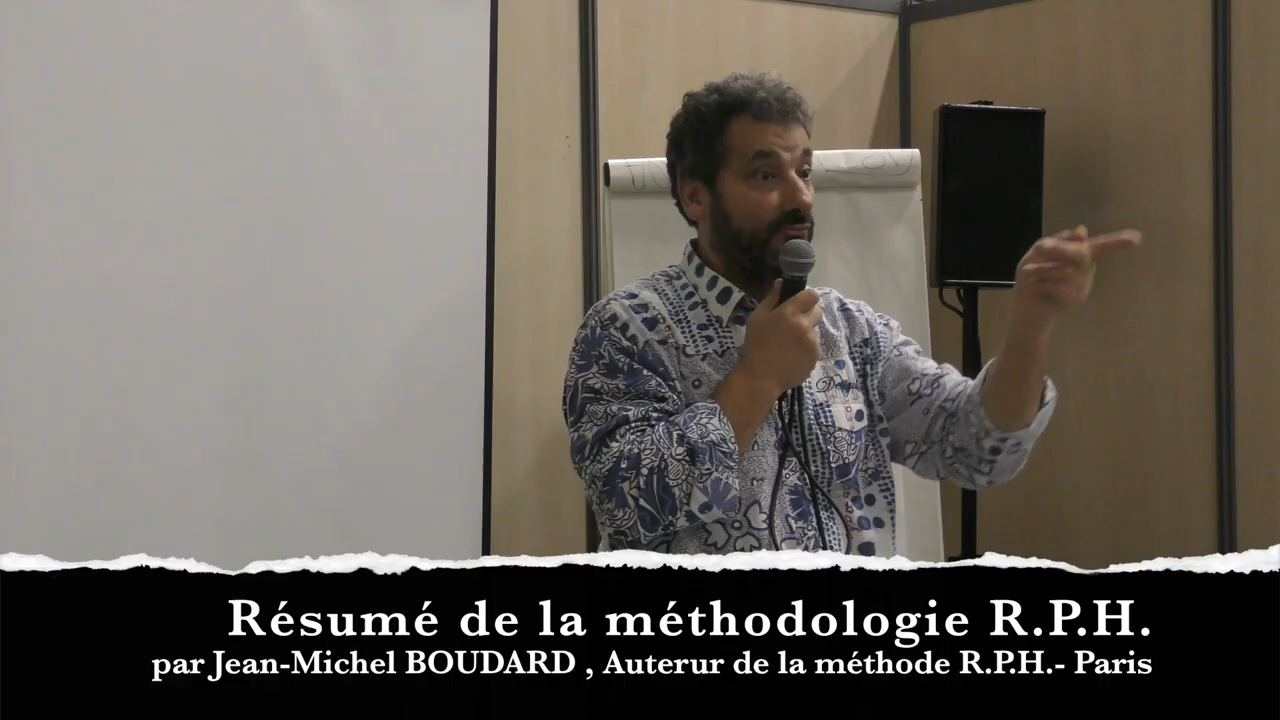 Résumé de la méthodologie R.P.H.
par Jean-Michel BOUDARD , Auterur de la méthode R.P.H.- Paris